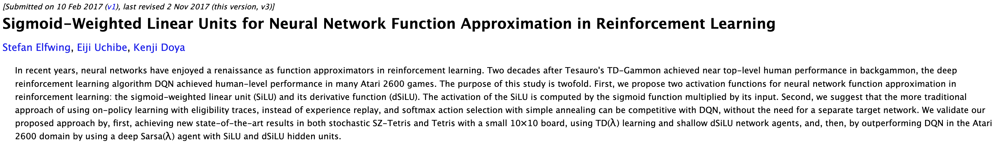 [Submitted on 10 Feb 2017 (v1), last revised 2 Nov 2017 (this version, v3)]
Sigmoid-Weighted Linear Units for Neural Network Function Approximation in Reinforcement Learning
Stefan Elfwing, Eiji Uchibe, Kenji Doya
In recent years, neural networks have enjoyed a renaissance as function approximators in reinforcement learning. Two decades after Tesauro's TD-Gammon achieved near top-level human performance in backgammon, the deep
reinforcement learning algorithm DQN achieved human-level performance in many Atari 2600 games. The purpose of this study is twofold. First, we propose two activation functions for neural network function approximation in
reinforcement learning: the sigmoid-weighted linear unit (SiLU) and its derivative function (dSiLU). The activation of the SiLU is computed by the sigmoid function multiplied by its input. Second, we suggest that the more traditional
approach of using on-policy learning with eligibility traces, instead of experience replay, and softmax action selection with simple annealing can be competitive with DQN, without the need for a separate target network. We validate our
proposed approach by, first, achieving new state-of-the-art results in both stochastic SZ-Tetris and Tetris with a small 10×10 board, using TD(λ) learning and shallow dSiLU network agents, and, then, by outperforming DQN in the Atari
2600 domain by using a deep Sarsa(λ) agent with SiLU and dSiLU hidden units.